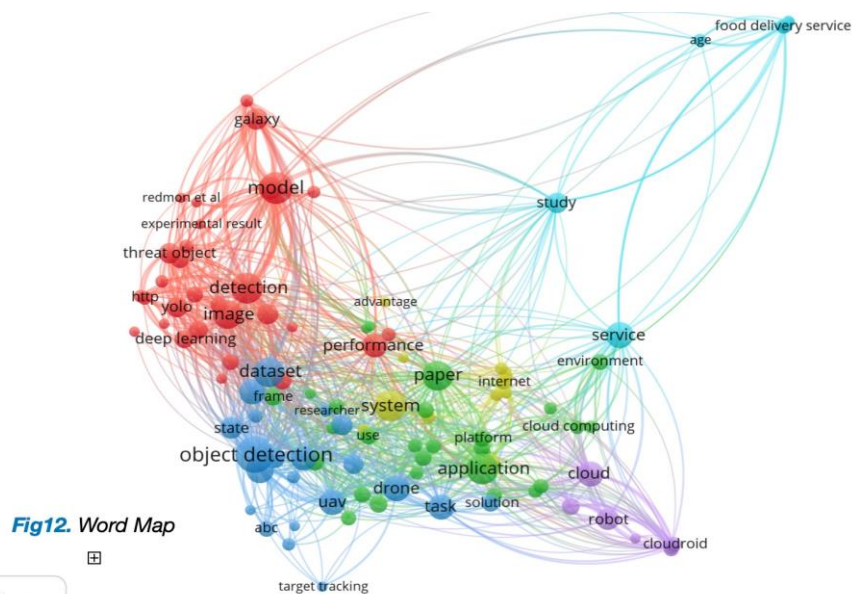 food delivery service
age
galaxy
model
redmon et al
study
experimental result
threat object
detection
http
yolo
advantage
image
deep learning
performance
service
environment
dataset
paper
internet
frame
researcher
system
state
use
cloud computing
platform
object detection
application
cloud
drone
uav
task
solution
robot
Fig12. Word Map
abc
cloudroid
target tracking